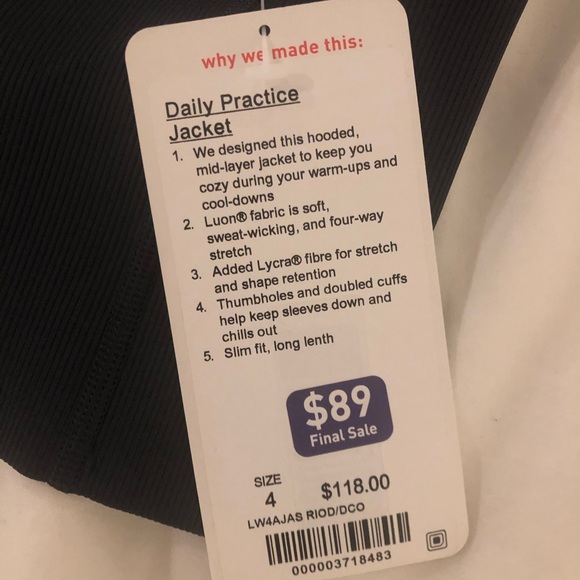 why we made this:
Daily Practice
Jacket
1. We designed this hooded,
mid-layer jacket to keep you
cozy during your warm-ups and
cool-downs
2. Luon® fabric is soft,
sweat-wicking, and four-way
stretch
3. Added Lycra® fibre for stretch
and shape retention
4. Thumbholes and doubled cuffs
help keep sleeves down and
chills out
5. Slim fit, long lenth
$89
Final Sale
SIZE
4 $118.00
LW4AJAS RIOD/DCO
000003718483